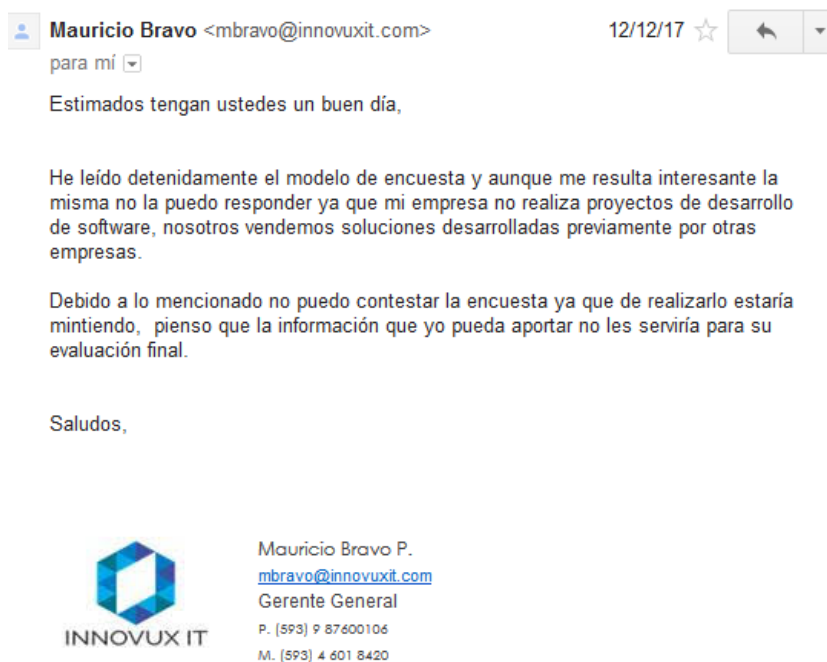 Mauricio Bravo <mbravo@innovuxit.com> 12/12/17
para mí
Estimados tengan ustedes un buen día,
He leído detenidamente el modelo de encuesta y aunque me resulta interesante la
misma no la puedo responder ya que mi empresa no realiza proyectos de desarrollo
de software, nosotros vendemos soluciones desarrolladas previamente por otras
empresas.
Debido a lo mencionado no puedo contestar la encuesta ya que de realizarlo estaría
mintiendo,  pienso que la información que yo pueda aportar no les serviría para su
evaluación final.
Saludos,
Mauricio Bravo P.
mbravo@innovuxit.com
Gerente General
P. (593) 9 87600106
M. (593) 4 601 8420
INNOVUX IT